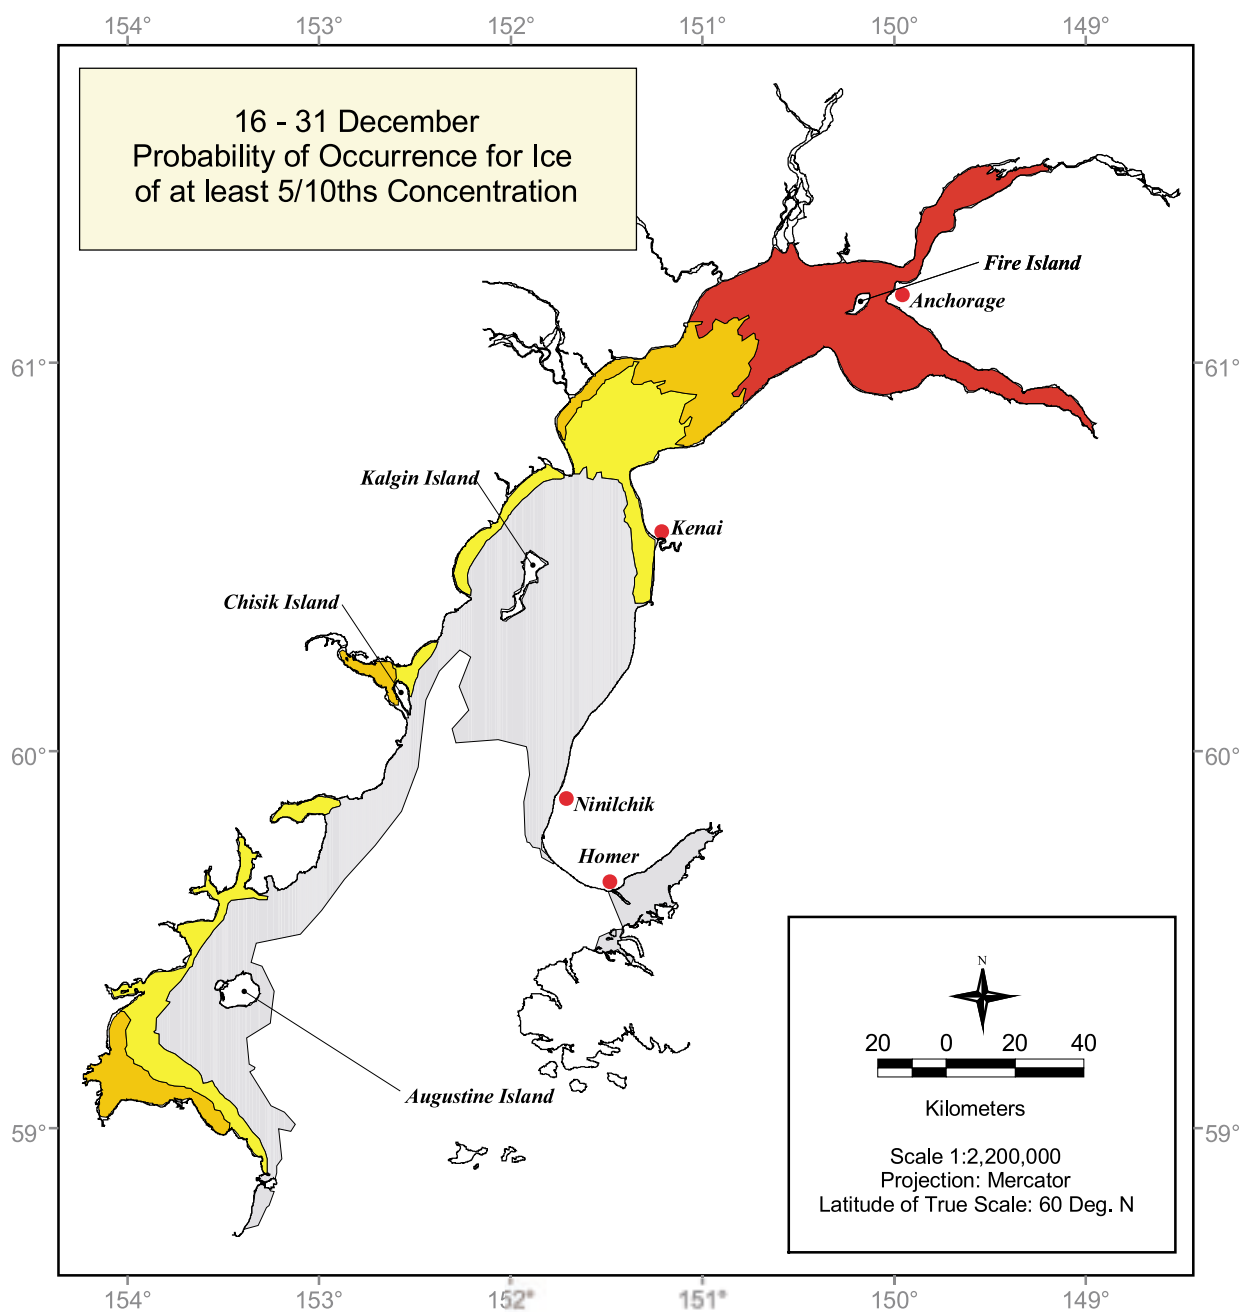 154° 153° 152° 151° 150° 149°
16 - 31 December
Probability of Occurrence for Ice
of at least 5/10ths Concentration
Fire Island
Anchorage
61° 61°
Kalgin Island
Kenai
Chisik Island
60° 60°
Ninilchik
Homer
N
20 0 20 40
Kilometers
Augustine Island
59° 59°
Scale 1:2,200,000
Projection: Mercator
Latitude of True Scale: 60 Deg. N
154° 153° 152° 151° 150° 149°